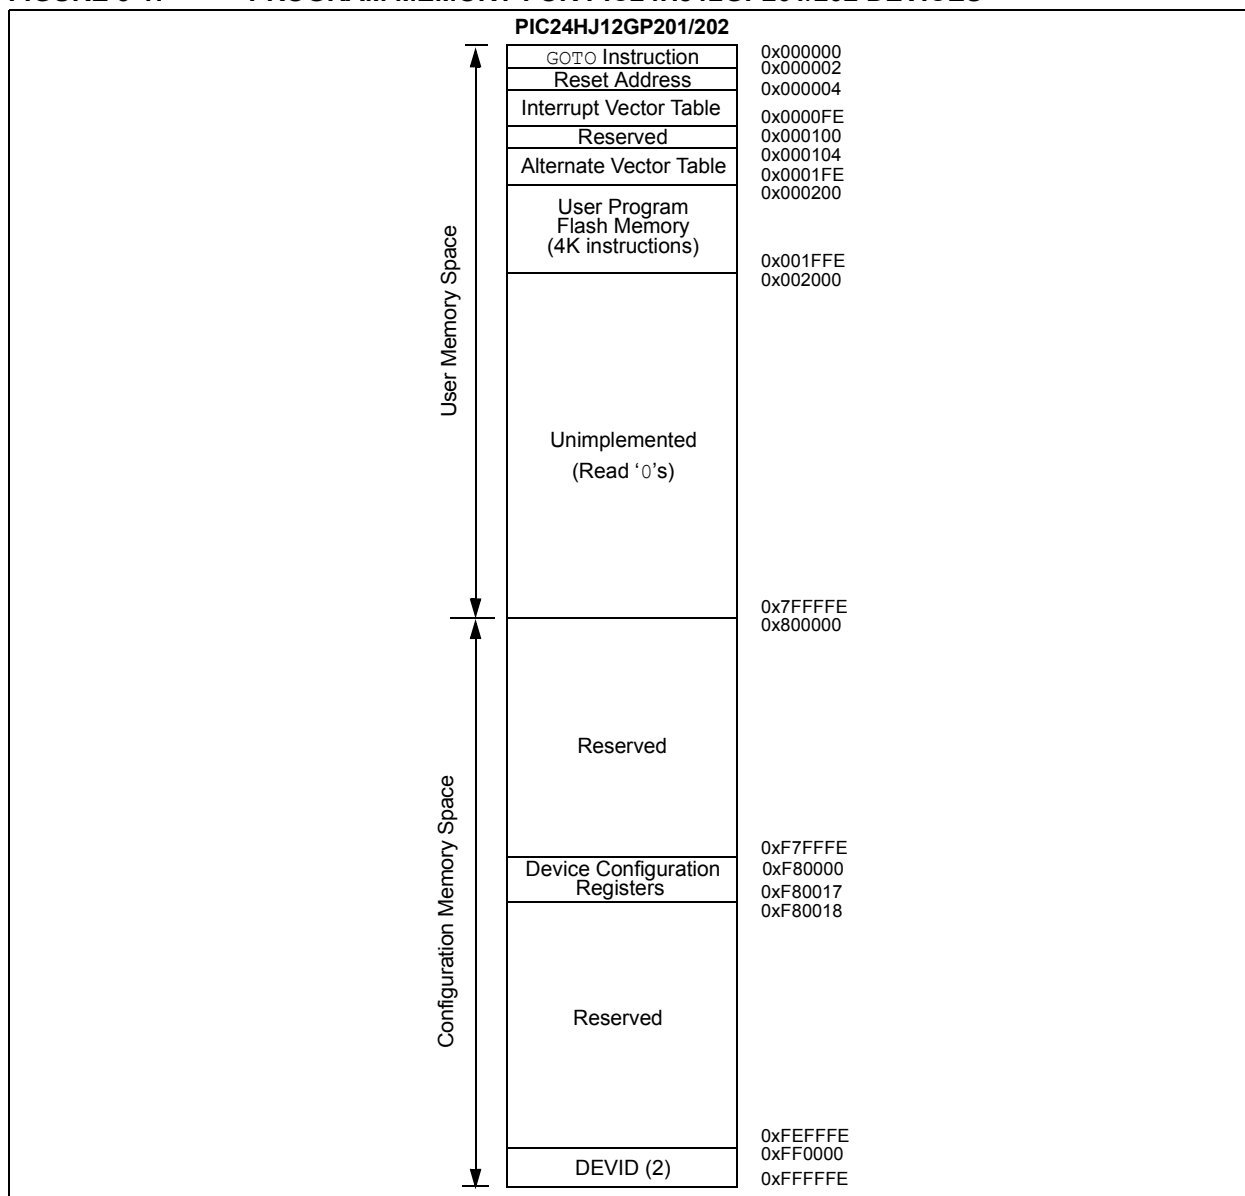 PIC24HJ12GP201/202
GOTO Instruction
0x000000
0x000002
Reset Address
0x000004
Interrupt Vector Table
0x0000FE
Reserved
0x000100
0x000104
Alternate Vector Table
0x0001FE
0x000200
User Program
Flash Memory
(4K instructions)
0x001FFE
0x002000
User Memory Space
Unimplemented
(Read ‘0’s)
0x7FFFFE
0x800000
Reserved
Configuration Memory Space
0xF7FFFE
Device Configuration
Registers
0xF80000
0xF80017
0xF80018
Reserved
0xFEFFFE
0xFF0000
DEVID (2)
0xFFFFFE